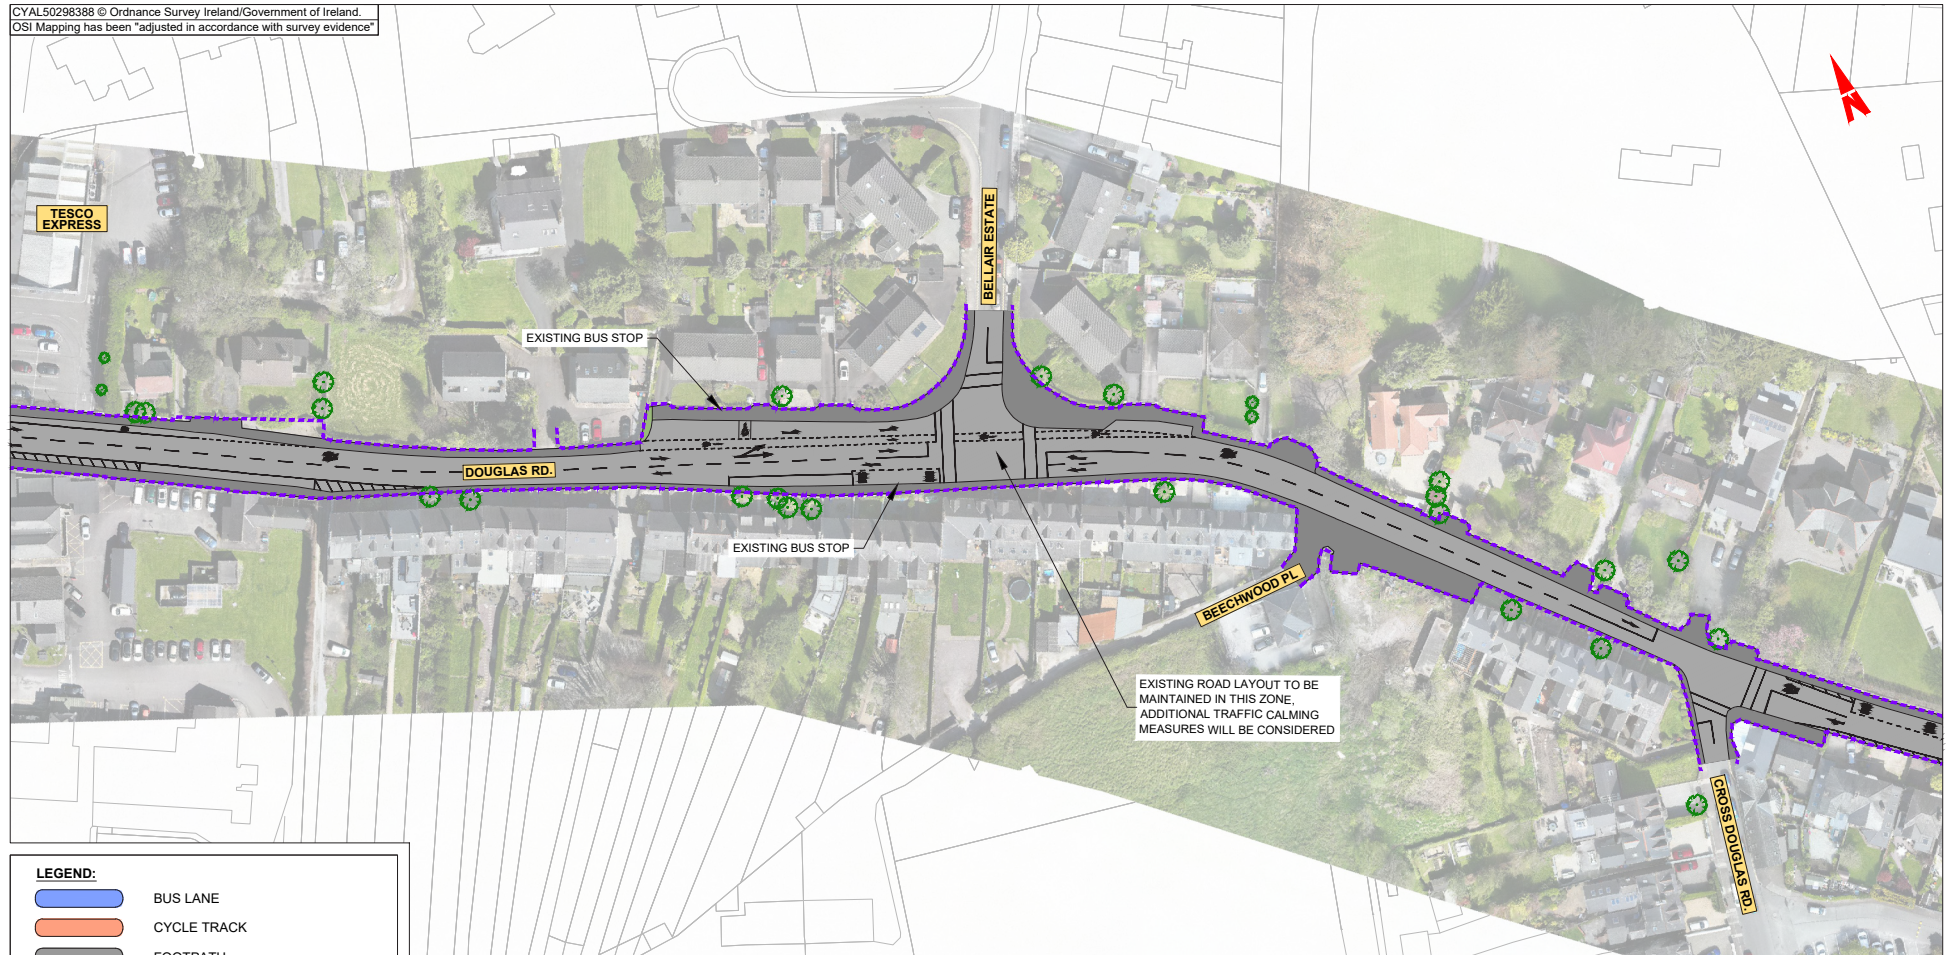 CYAL50298388 © Ordnance Survey Ireland/Government of Ireland.
OSI Mapping has been "adjusted in accordance with survey evidence"
N
TESCO
EXPRESS
BELLAIR ESTATE
EXISTING BUS STOP
DOUGLAS RD.
EXISTING BUS STOP
BEECHWOOD PL
EXISTING ROAD LAYOUT TO BE
MAINTAINED IN THIS ZONE,
ADDITIONAL TRAFFIC CALMING
MEASURES WILL BE CONSIDERED
CROSS DOUGLAS RD.
LEGEND:
BUS LANE
CYCLE TRACK
FOOTPATH